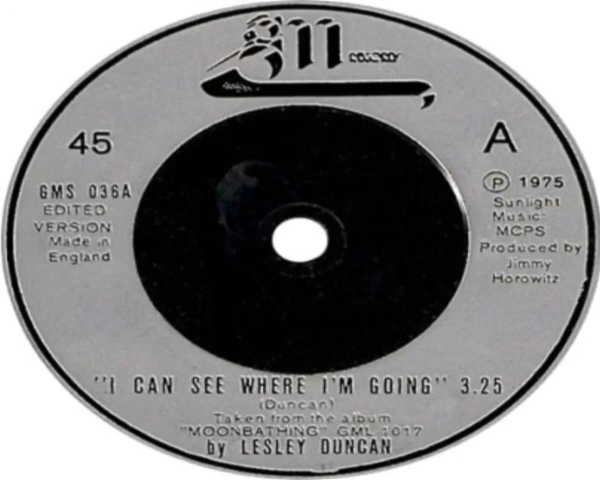 GM
45
A
GMS 036A
EDITED
VERSION
Made in
England
Ⓟ 1975
Sunlight
Music:
MCPS
Produced by
Jimmy
Horowitz
"I CAN SEE WHERE I'M GOING" 3.25
(Duncan)
Taken from the album
"MOONBATHING" GML 1017
by LESLEY DUNCAN